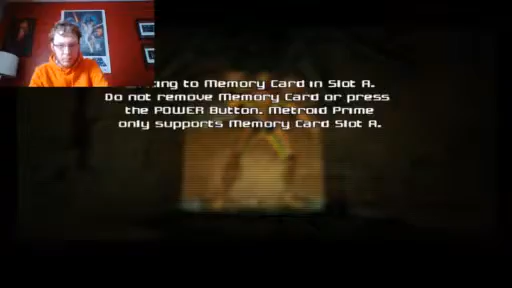 to Memory Card in Slot A.
Do not remove Memory Card or press
the POWER Button. Metroid Prime
only supports Memory Card Slot A.